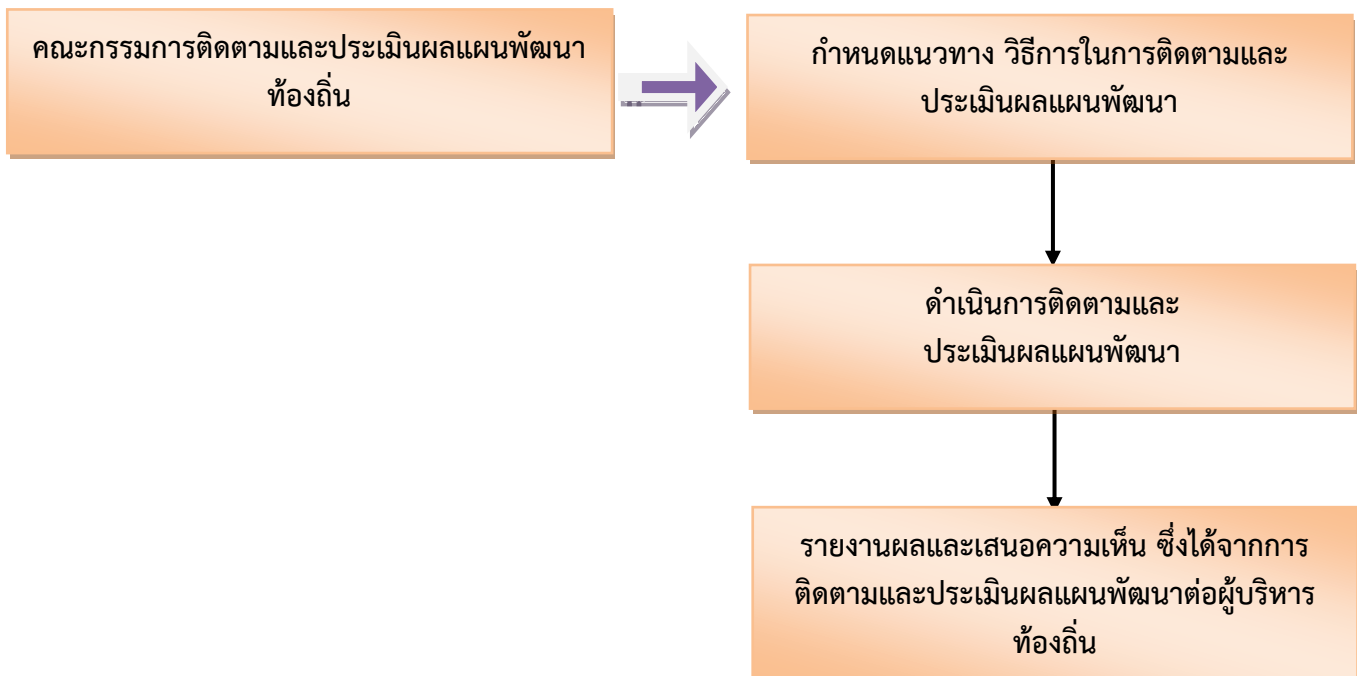 คณะกรรมการติดตามและประเมินผลแผนพัฒนา
ท้องถิ่น
กำหนดแนวทาง วิธีการในการติดตามและ
ประเมินผลแผนพัฒนา
ดำเนินการติดตามและ
ประเมินผลแผนพัฒนา
รายงานผลและเสนอความเห็น ซึ่งได้จากการ
ติดตามและประเมินผลแผนพัฒนาต่อผู้บริหาร
ท้องถิ่น